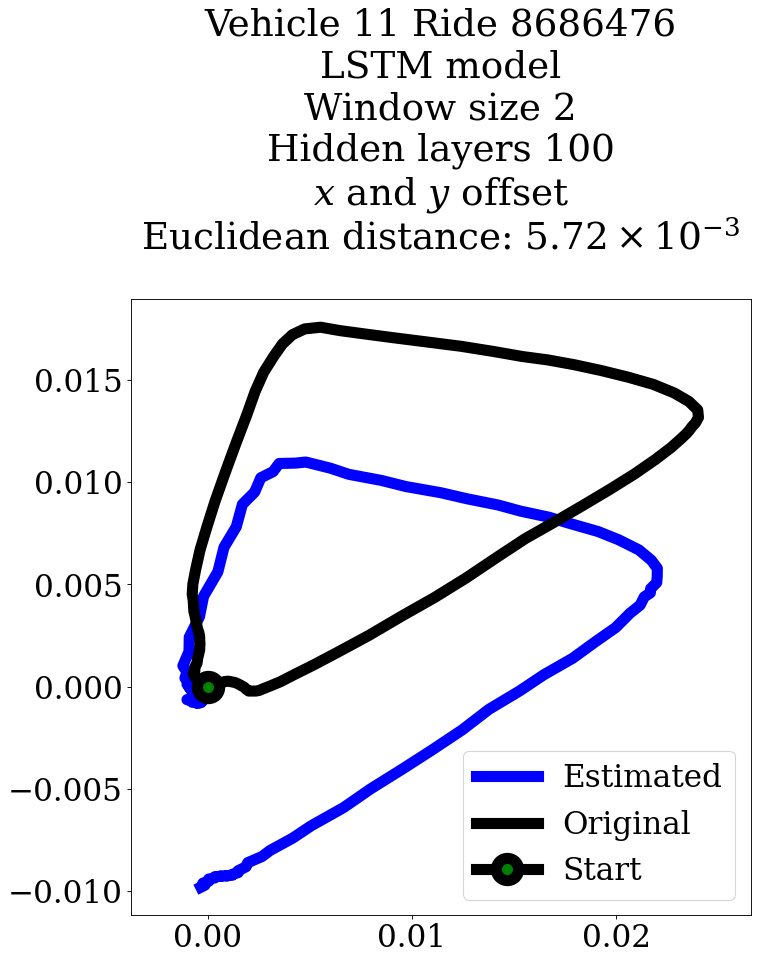 Vehicle 11 Ride 8686476
LSTM model
Window size 2
Hidden layers 100
x and y offset
Euclidean distance: 5.72 × 10⁻³
0.015
0.010
0.005
0.000
−0.005
−0.010
Estimated
Original
Start
0.00 0.01 0.02